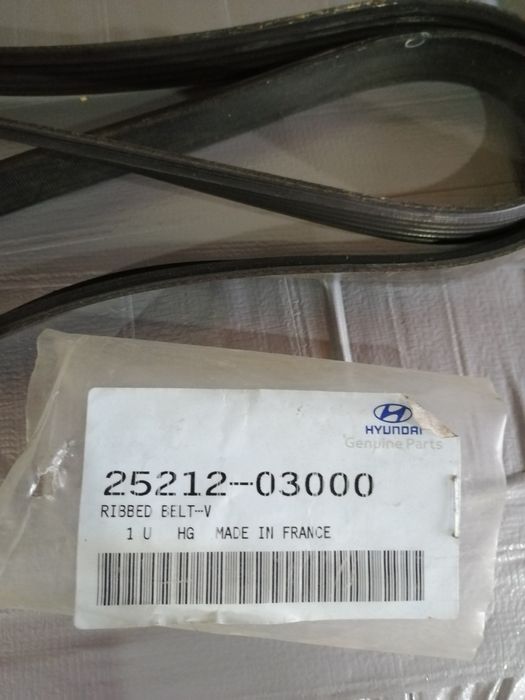 HYUNDAI
Genuine Parts
25212-03000
RIBBED BELT-V
1 U HG MADE IN FRANCE